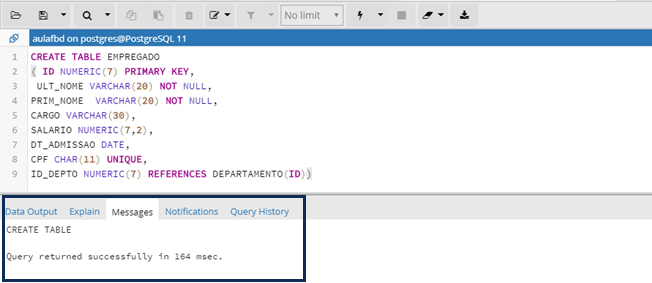 No limit
aulafbd on postgres@PostgreSQL 11
1 CREATE TABLE EMPREGADO
2 ( ID NUMERIC(7) PRIMARY KEY,
3 ULT_NOME VARCHAR(20) NOT NULL,
4 PRIM_NOME  VARCHAR(20) NOT NULL,
5 CARGO VARCHAR(30),
6 SALARIO NUMERIC(7,2),
7 DT_ADMISSAO DATE,
8 CPF CHAR(11) UNIQUE,
9 ID_DEPTO NUMERIC(7) REFERENCES DEPARTAMENTO(ID))
Data Output Explain Messages Notifications Query History
CREATE TABLE
Query returned successfully in 164 msec.